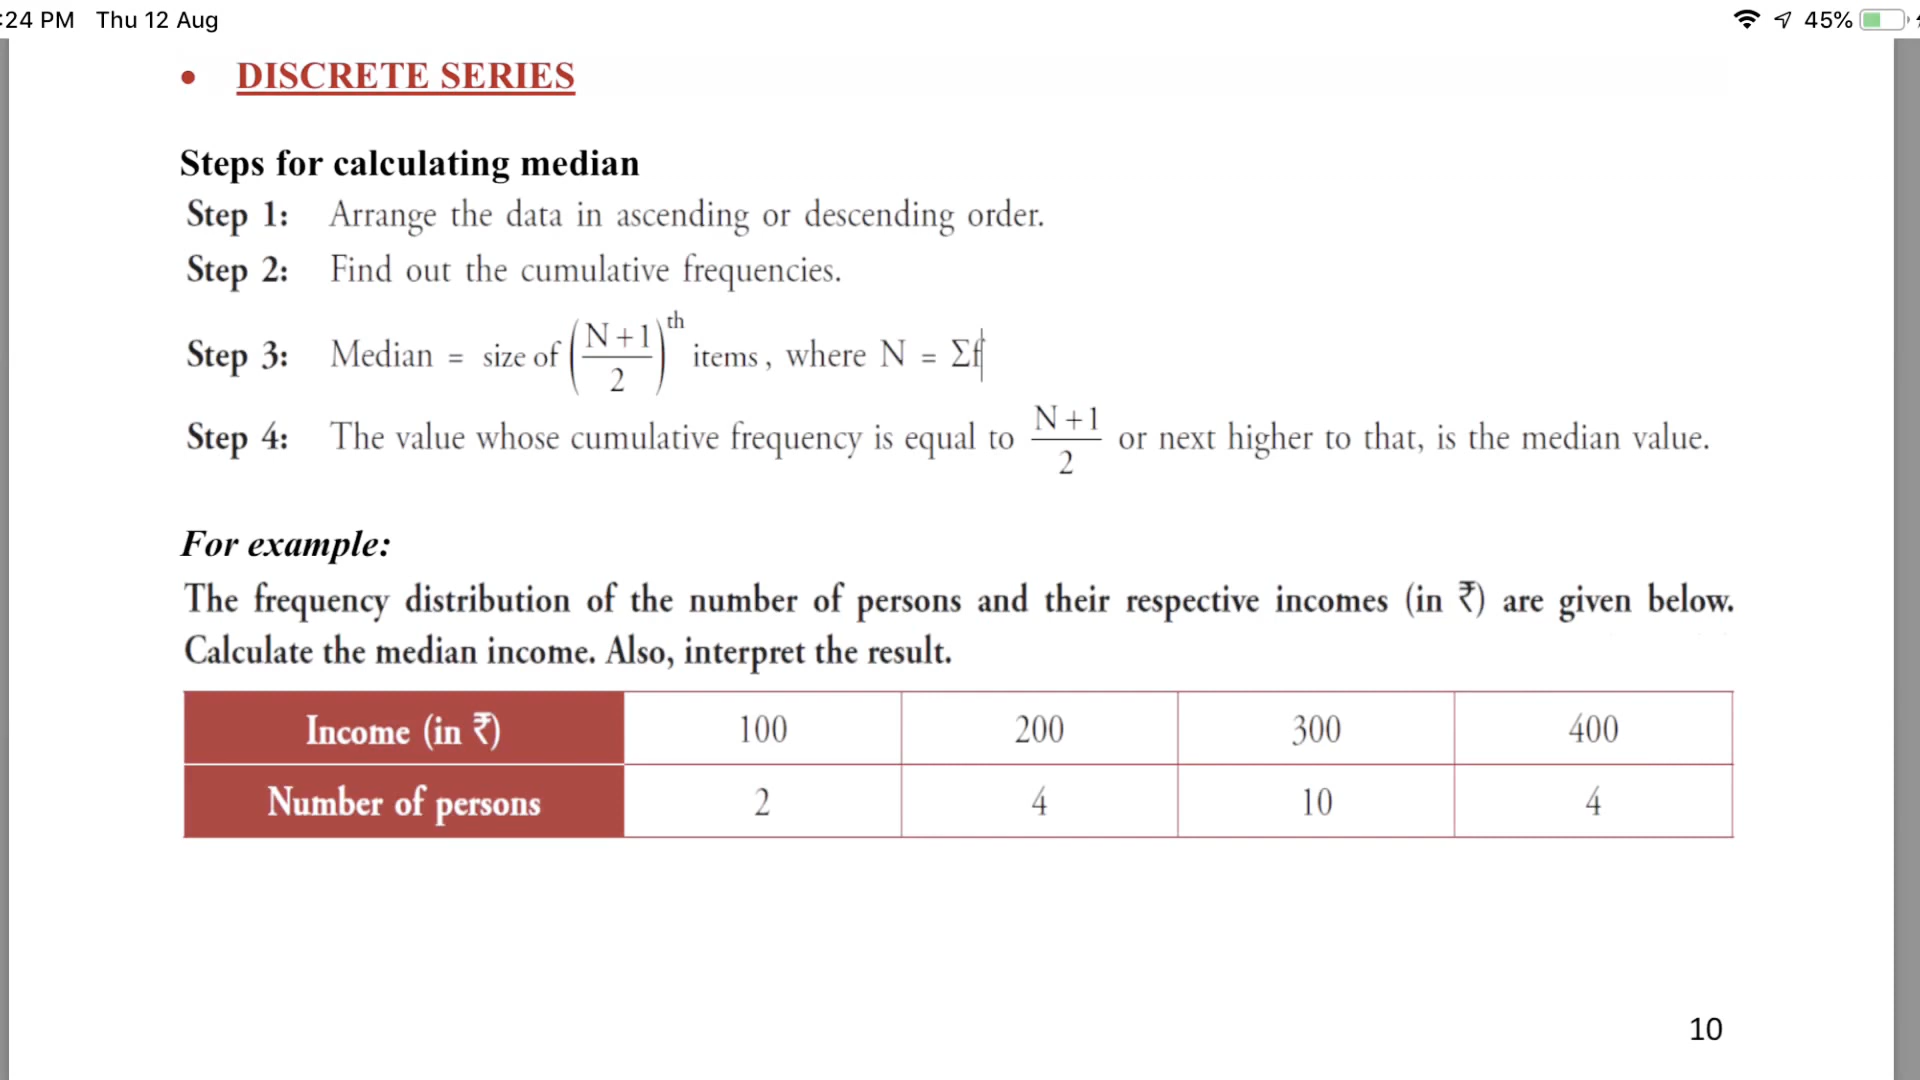 :24 PM Thu 12 Aug 45%
• DISCRETE SERIES
Steps for calculating median
Step 1: Arrange the data in ascending or descending order.
Step 2: Find out the cumulative frequencies.
Step 3: Median = size of ((N+1)/2)th items, where N = Σf
Step 4: The value whose cumulative frequency is equal to (N+1)/2 or next higher to that, is the median value.
For example:
The frequency distribution of the number of persons and their respective incomes (in ₹) are given below.
Calculate the median income. Also, interpret the result.
Income (in ₹) 100 200 300 400
Number of persons 2 4 10 4
10